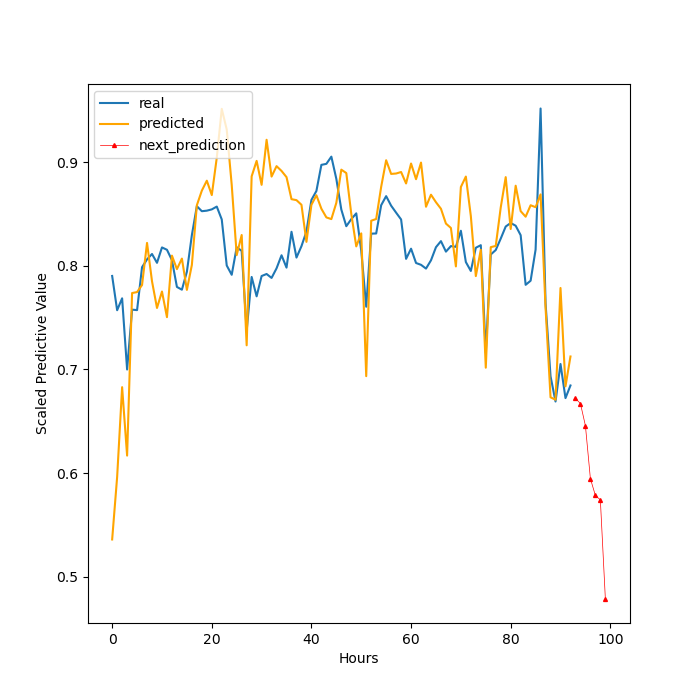 real
predicted
next_prediction
0.9
0.8
0.7
0.6
0.5
Scaled Predictive Value
0 20 40 60 80 100
Hours